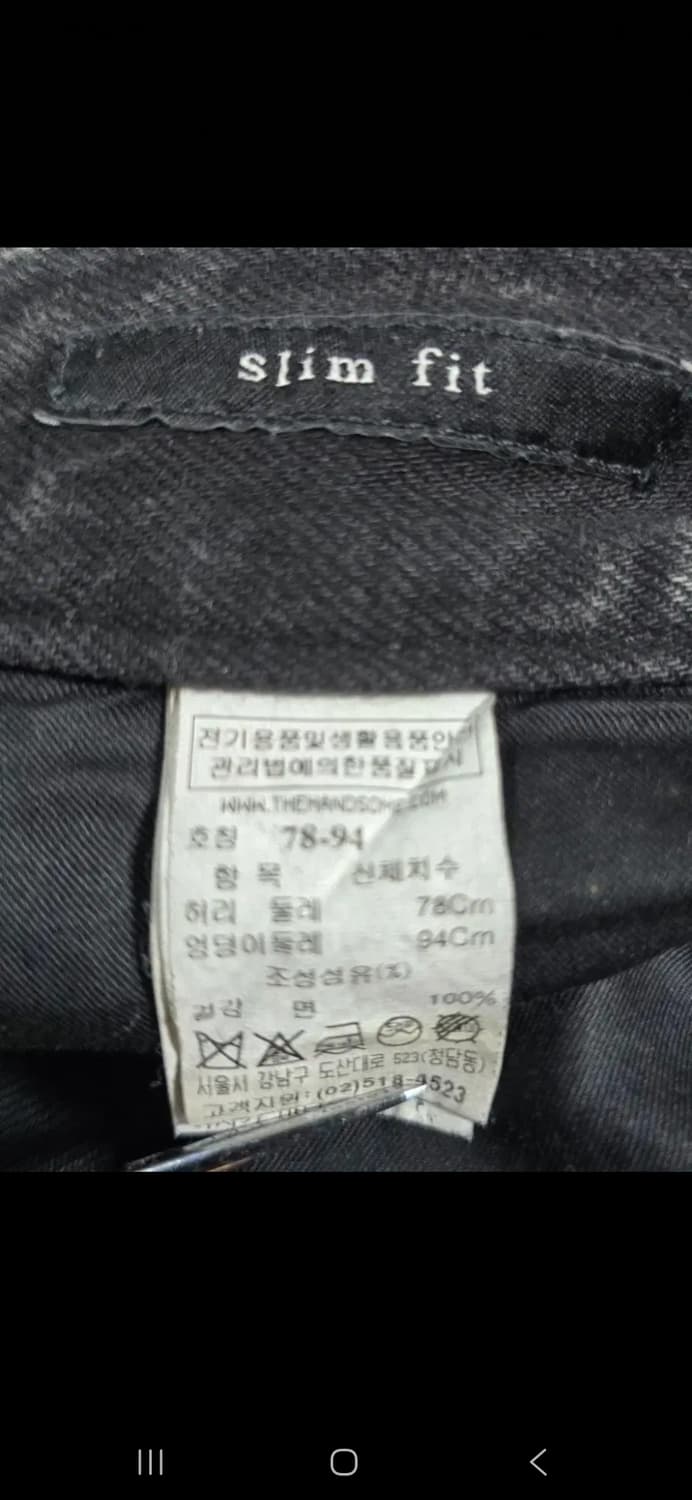 slim fit
전기용품및생활용품안전
관리법에의한품질표시
WWW.THEHANDSOME.COM
호칭 78-94
항 목 신체치수
허리 둘레 78Cm
엉덩이둘레 94Cm
조성섬유(%)
겉감 면 100%
서울시 강남구 도산대로 523(청담동)
고객지원:(02)518-4523